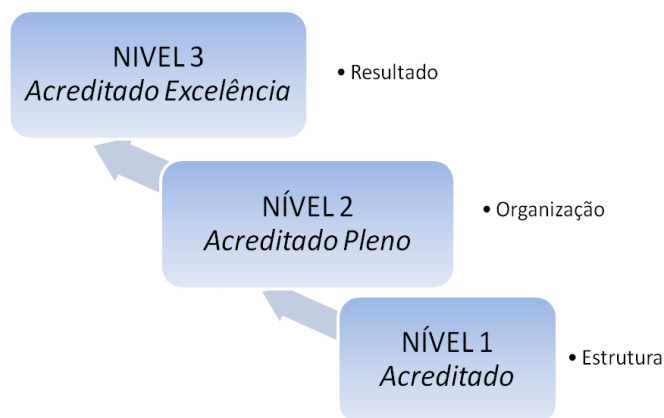 NIVEL 3
Acreditado Excelência
• Resultado
NÍVEL 2
Acreditado Pleno
• Organização
NÍVEL 1
Acreditado
• Estrutura